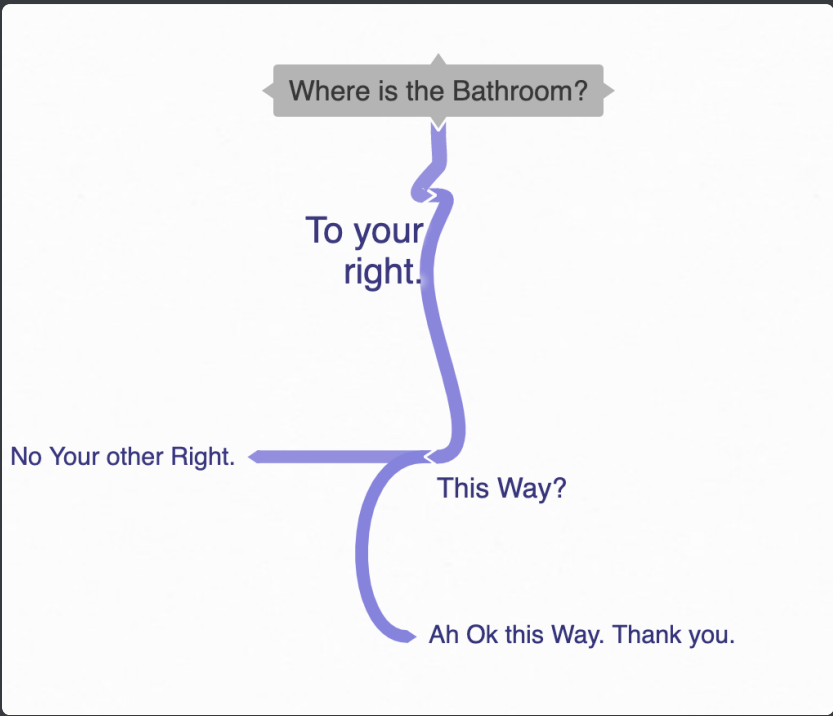 Where is the Bathroom?
To your
right.
No Your other Right.
This Way?
Ah Ok this Way. Thank you.